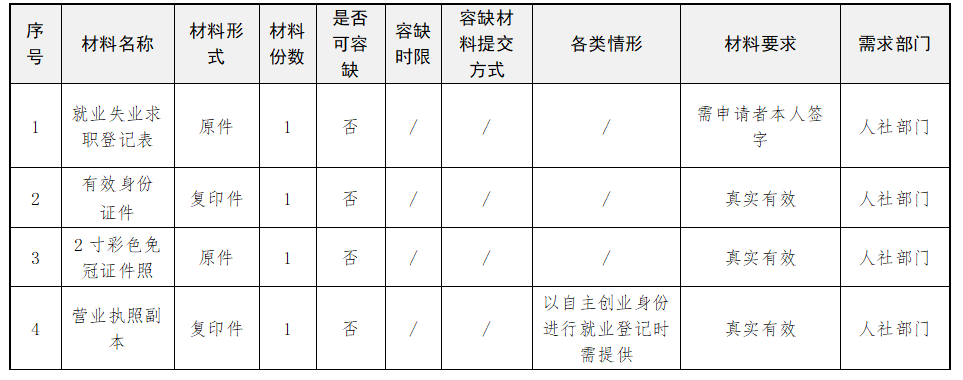 序号 材料名称 材料形式 材料份数 是否可容缺 容缺时限 容缺材料提交方式 各类情形 材料要求 需求部门
1 就业失业求职登记表 原件 1 否 / / / 需申请者本人签字 人社部门
2 有效身份证件 复印件 1 否 / / / 真实有效 人社部门
3 2寸彩色免冠证件照 原件 1 否 / / / 真实有效 人社部门
4 营业执照副本 复印件 1 否 / / 以自主创业身份进行就业登记时需提供 真实有效 人社部门